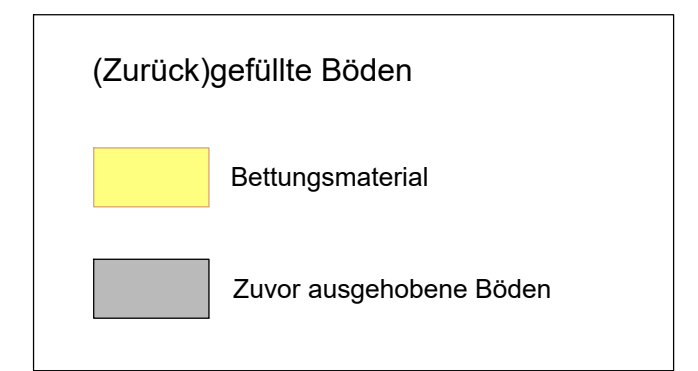 (Zurück)gefüllte Böden
Bettungsmaterial
Zuvor ausgehobene Böden